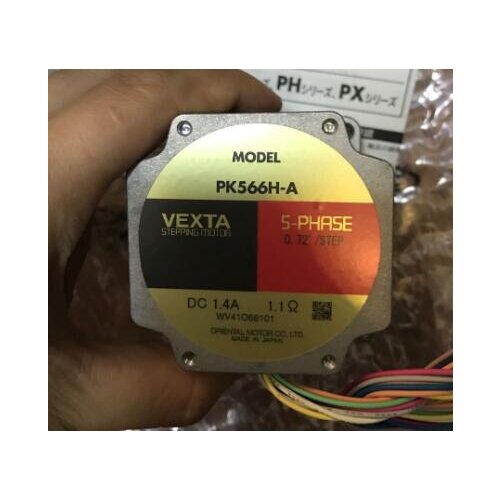 PHシリーズ、PXシリーズ
MODEL
PK566H-A
VEXTA
STEPPING MOTOR
5-PHASE
0.72°/STEP
DC 1.4A 1.1Ω
WV41O66101
ORIENTAL MOTOR CO.,LTD.
MADE IN JAPAN